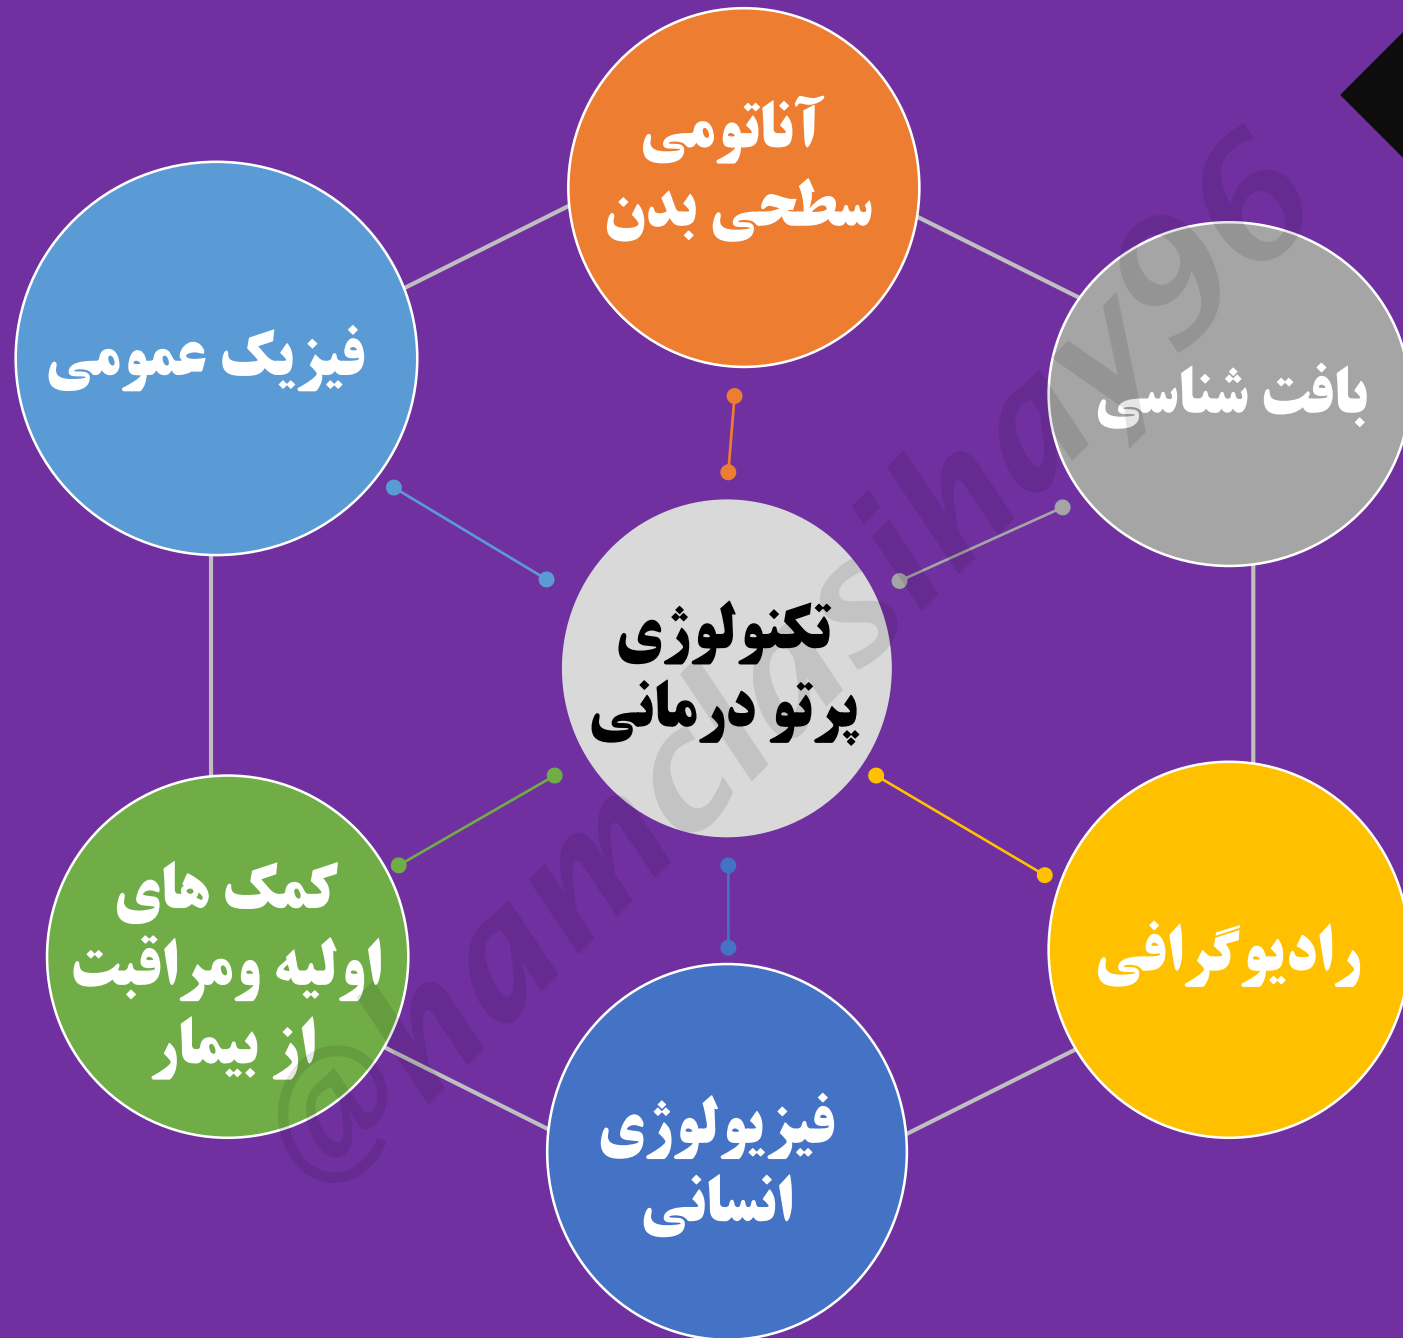 آناتومی
سطحی بدن
فیزیک عمومی
بافت شناسی
تکنولوژی
پرتو درمانی
کمک های
اولیه ومراقبت
از بیمار
رادیوگرافی
فیزیولوژی
انسانی
@hamclasihay96